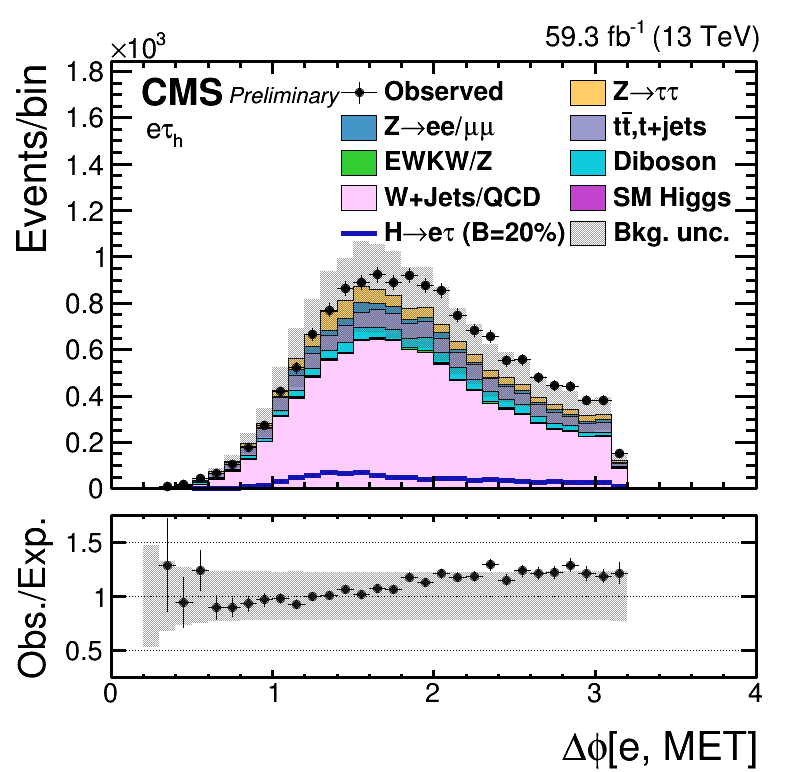 ×10³
59.3 fb⁻¹ (13 TeV)
Events/bin
CMS Preliminary
eτₕ
Observed
Z→ττ
Z→ee/μμ
tt̄,t+jets
EWKW/Z
Diboson
W+Jets/QCD
SM Higgs
H→eτ (B=20%)
Bkg. unc.
1.8
1.6
1.4
1.2
1
0.8
0.6
0.4
0.2
0
Obs./Exp.
1.5
1
0.5
0 1 2 3 4
Δϕ[e, MET]